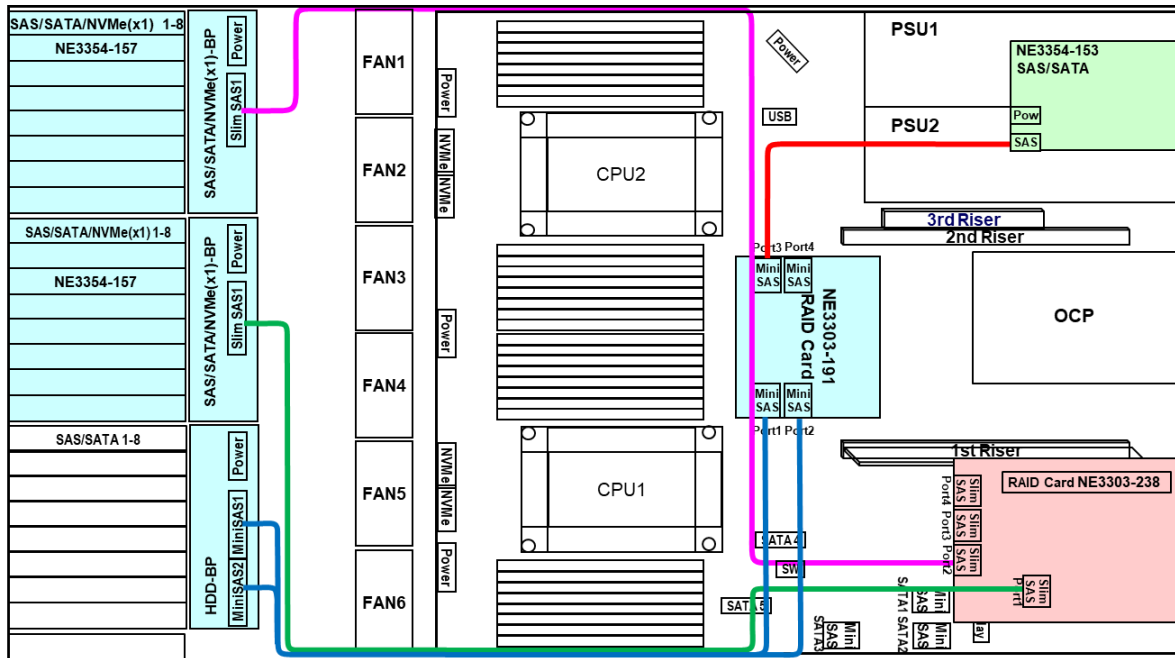 SAS/SATA/NVMe(x1) 1-8
NE3354-157
SAS/SATA/NVMe(x1)-BP
Power
Slim SAS1
SAS/SATA/NVMe(x1) 1-8
NE3354-157
SAS/SATA/NVMe(x1)-BP
Power
Slim SAS1
SAS/SATA 1-8
HDD-BP
Power
MiniSAS1
MiniSAS2
FAN1
FAN2
FAN3
FAN4
FAN5
FAN6
Power
NVMe
NVMe
Power
NVMe
NVMe
Power
CPU2
CPU1
Power
USB
PSU1
PSU2
NE3354-153
SAS/SATA
Pow
SAS
3rd Riser
2nd Riser
Port3
Port4
Mini
SAS
Mini
SAS
NE3303-191
RAID Card
Mini
SAS
Mini
SAS
Port1
Port2
OCP
1st Riser
RAID Card NE3303-238
Port4
Slim
SAS
Port3
Slim
SAS
Port2
Slim
SAS
Port1
Slim
SAS
SATA4
SW
SATA5
SATA1
Mini
SAS
SATA2
Mini
SAS
SATA3
Mini
SAS